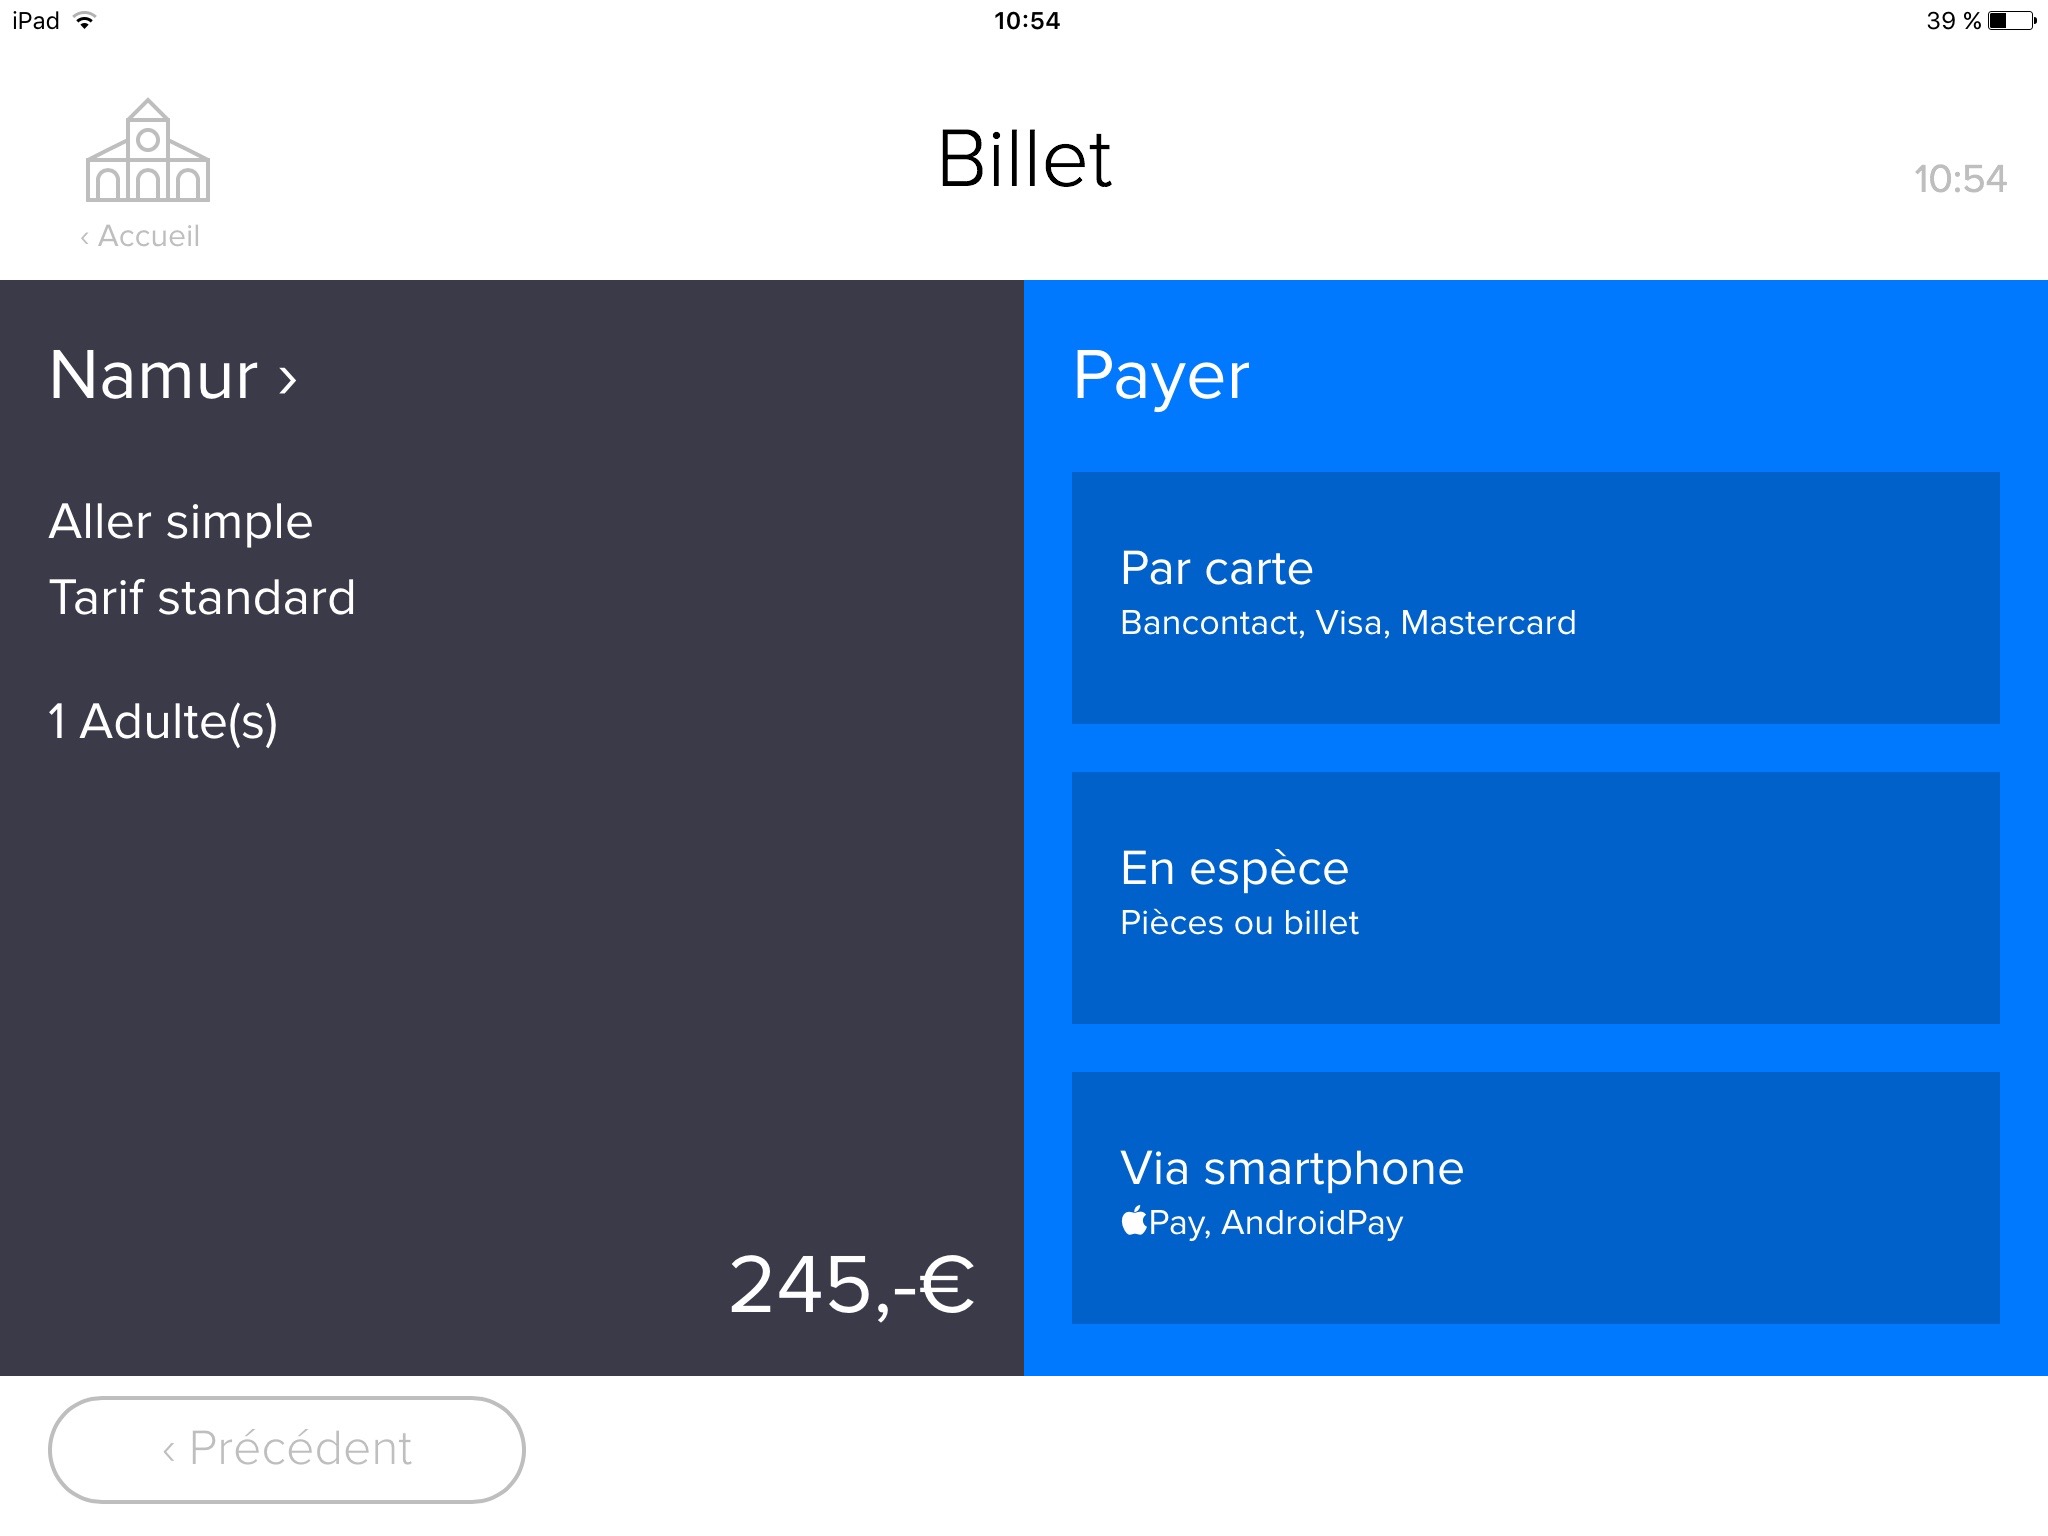 iPad
10:54
39 %
Billet
10:54
‹ Accueil
Namur ›
Aller simple
Tarif standard
1 Adulte(s)
245,-€
Payer
Par carte
Bancontact, Visa, Mastercard
En espèce
Pièces ou billet
Via smartphone
Pay, AndroidPay
‹ Précédent